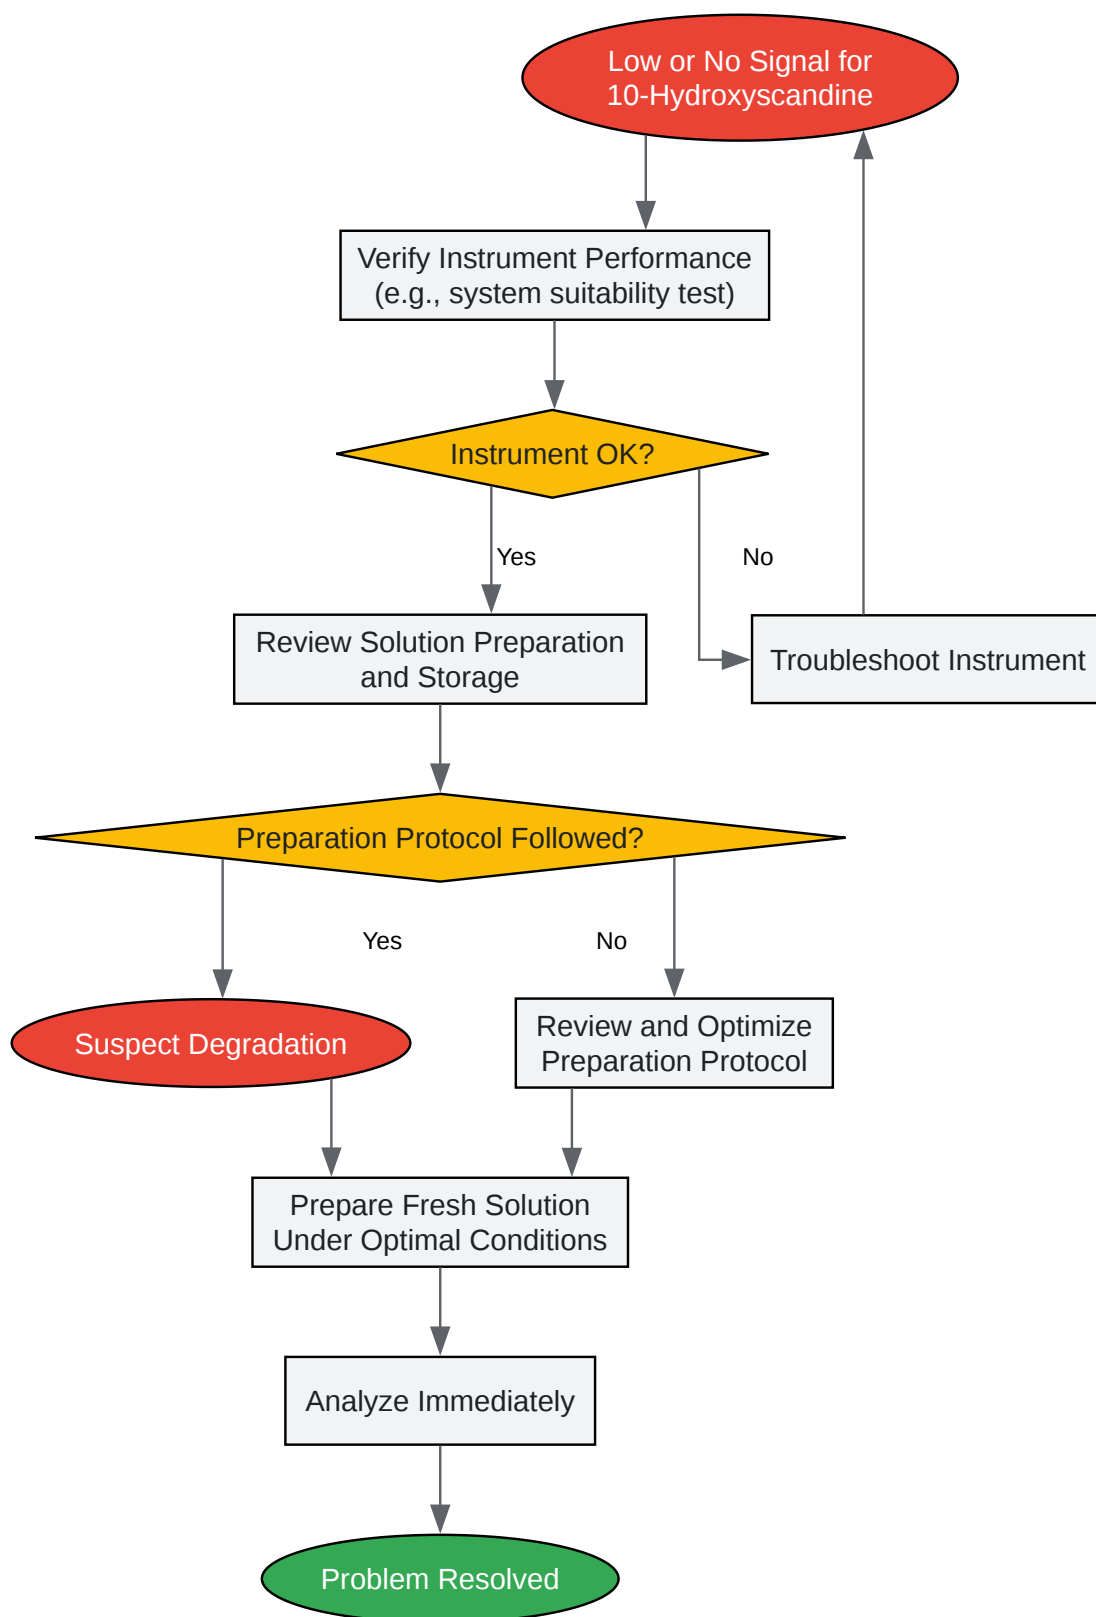 Low or No Signal for
10-Hydroxyscandine
Verify Instrument Performance
(e.g., system suitability test)
Instrument OK?
Yes
No
Review Solution Preparation
and Storage
Troubleshoot Instrument
Preparation Protocol Followed?
Yes
No
Suspect Degradation
Review and Optimize
Preparation Protocol
Prepare Fresh Solution
Under Optimal Conditions
Analyze Immediately
Problem Resolved